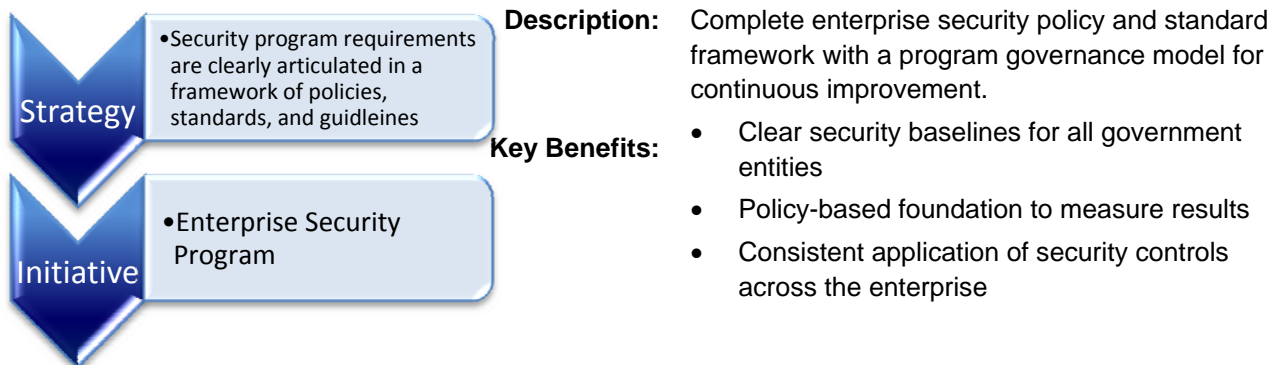 Strategy
•Security program requirements
are clearly articulated in a
framework of policies,
standards, and guidleines
Initiative
•Enterprise Security
Program
Description:
Complete enterprise security policy and standard
framework with a program governance model for
continuous improvement.
Key Benefits:
• Clear security baselines for all government
entities
• Policy-based foundation to measure results
• Consistent application of security controls
across the enterprise